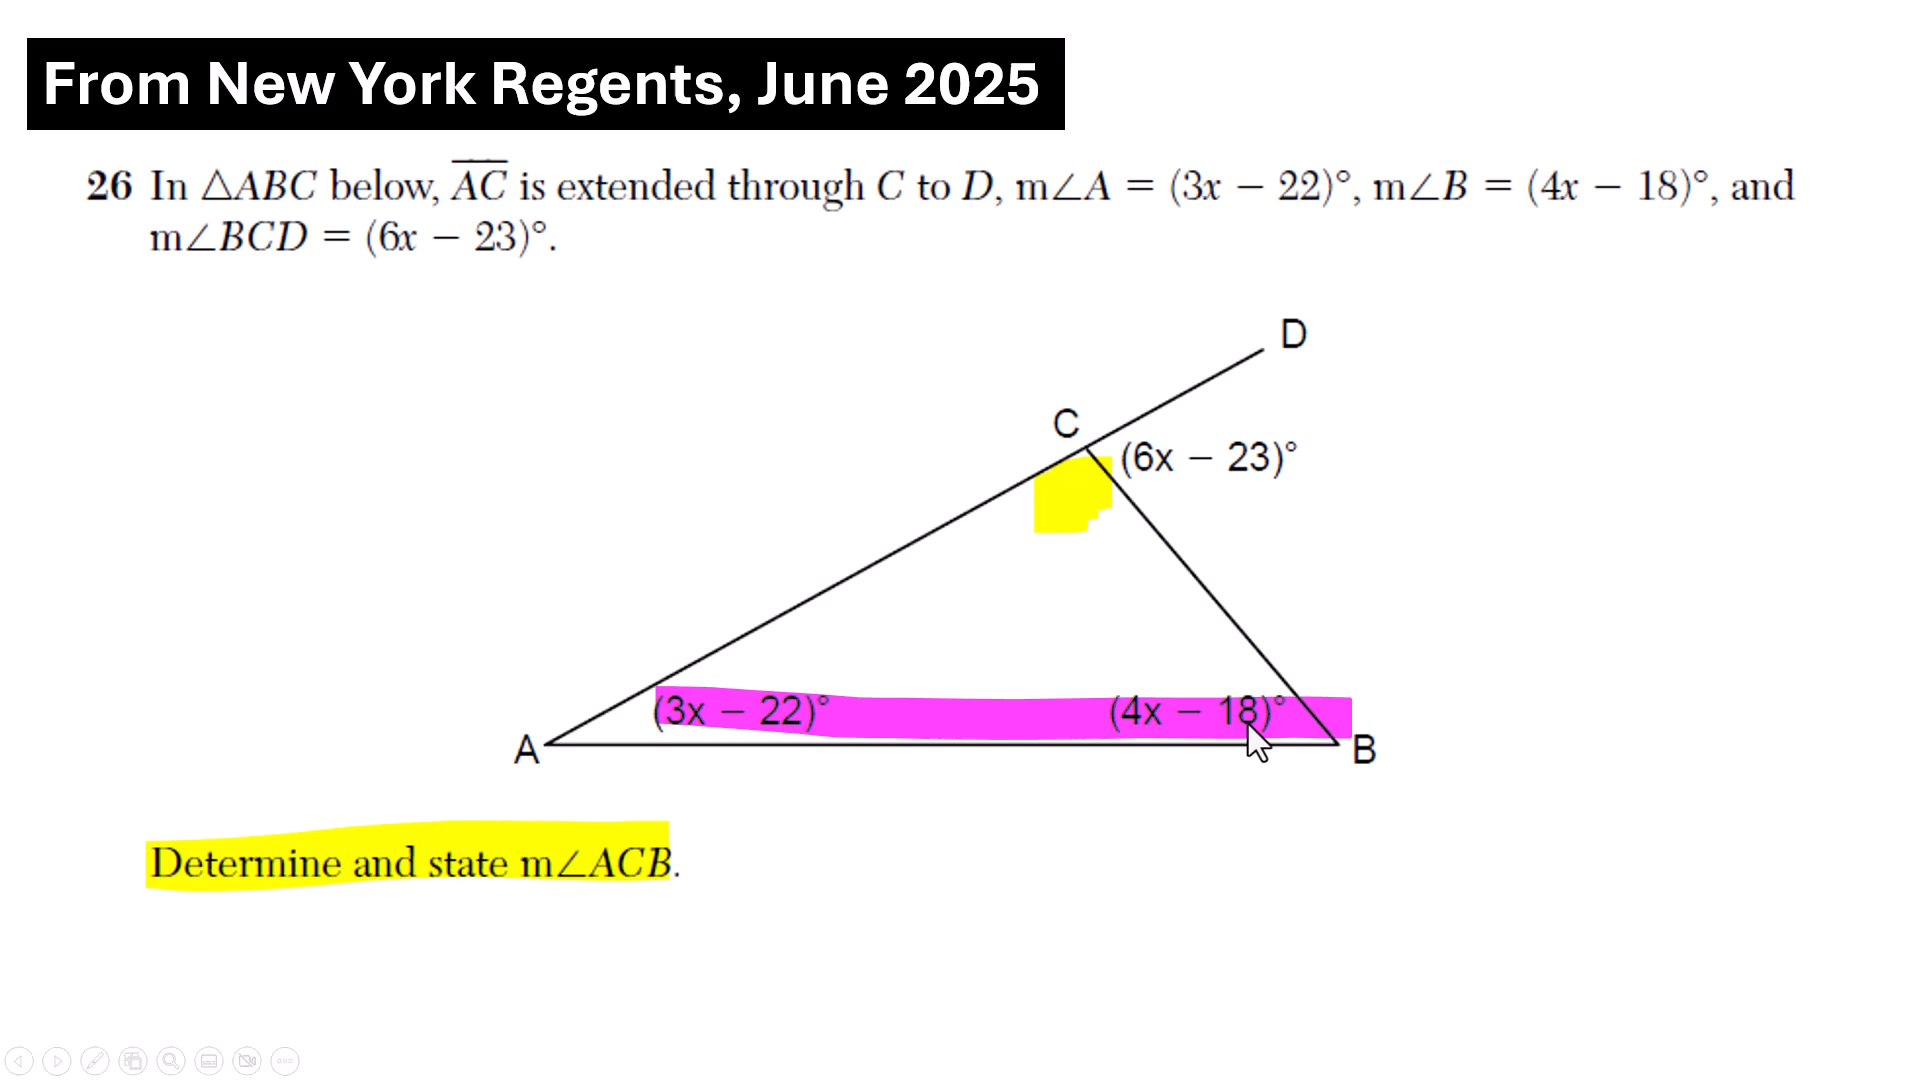 From New York Regents, June 2025
26 In △ABC below, A̅C̅ is extended through C to D, m∠A = (3x − 22)°, m∠B = (4x − 18)°, and
m∠BCD = (6x − 23)°.
D
C
(6x − 23)°
(3x − 22)°
(4x − 18)°
A
B
Determine and state m∠ACB.